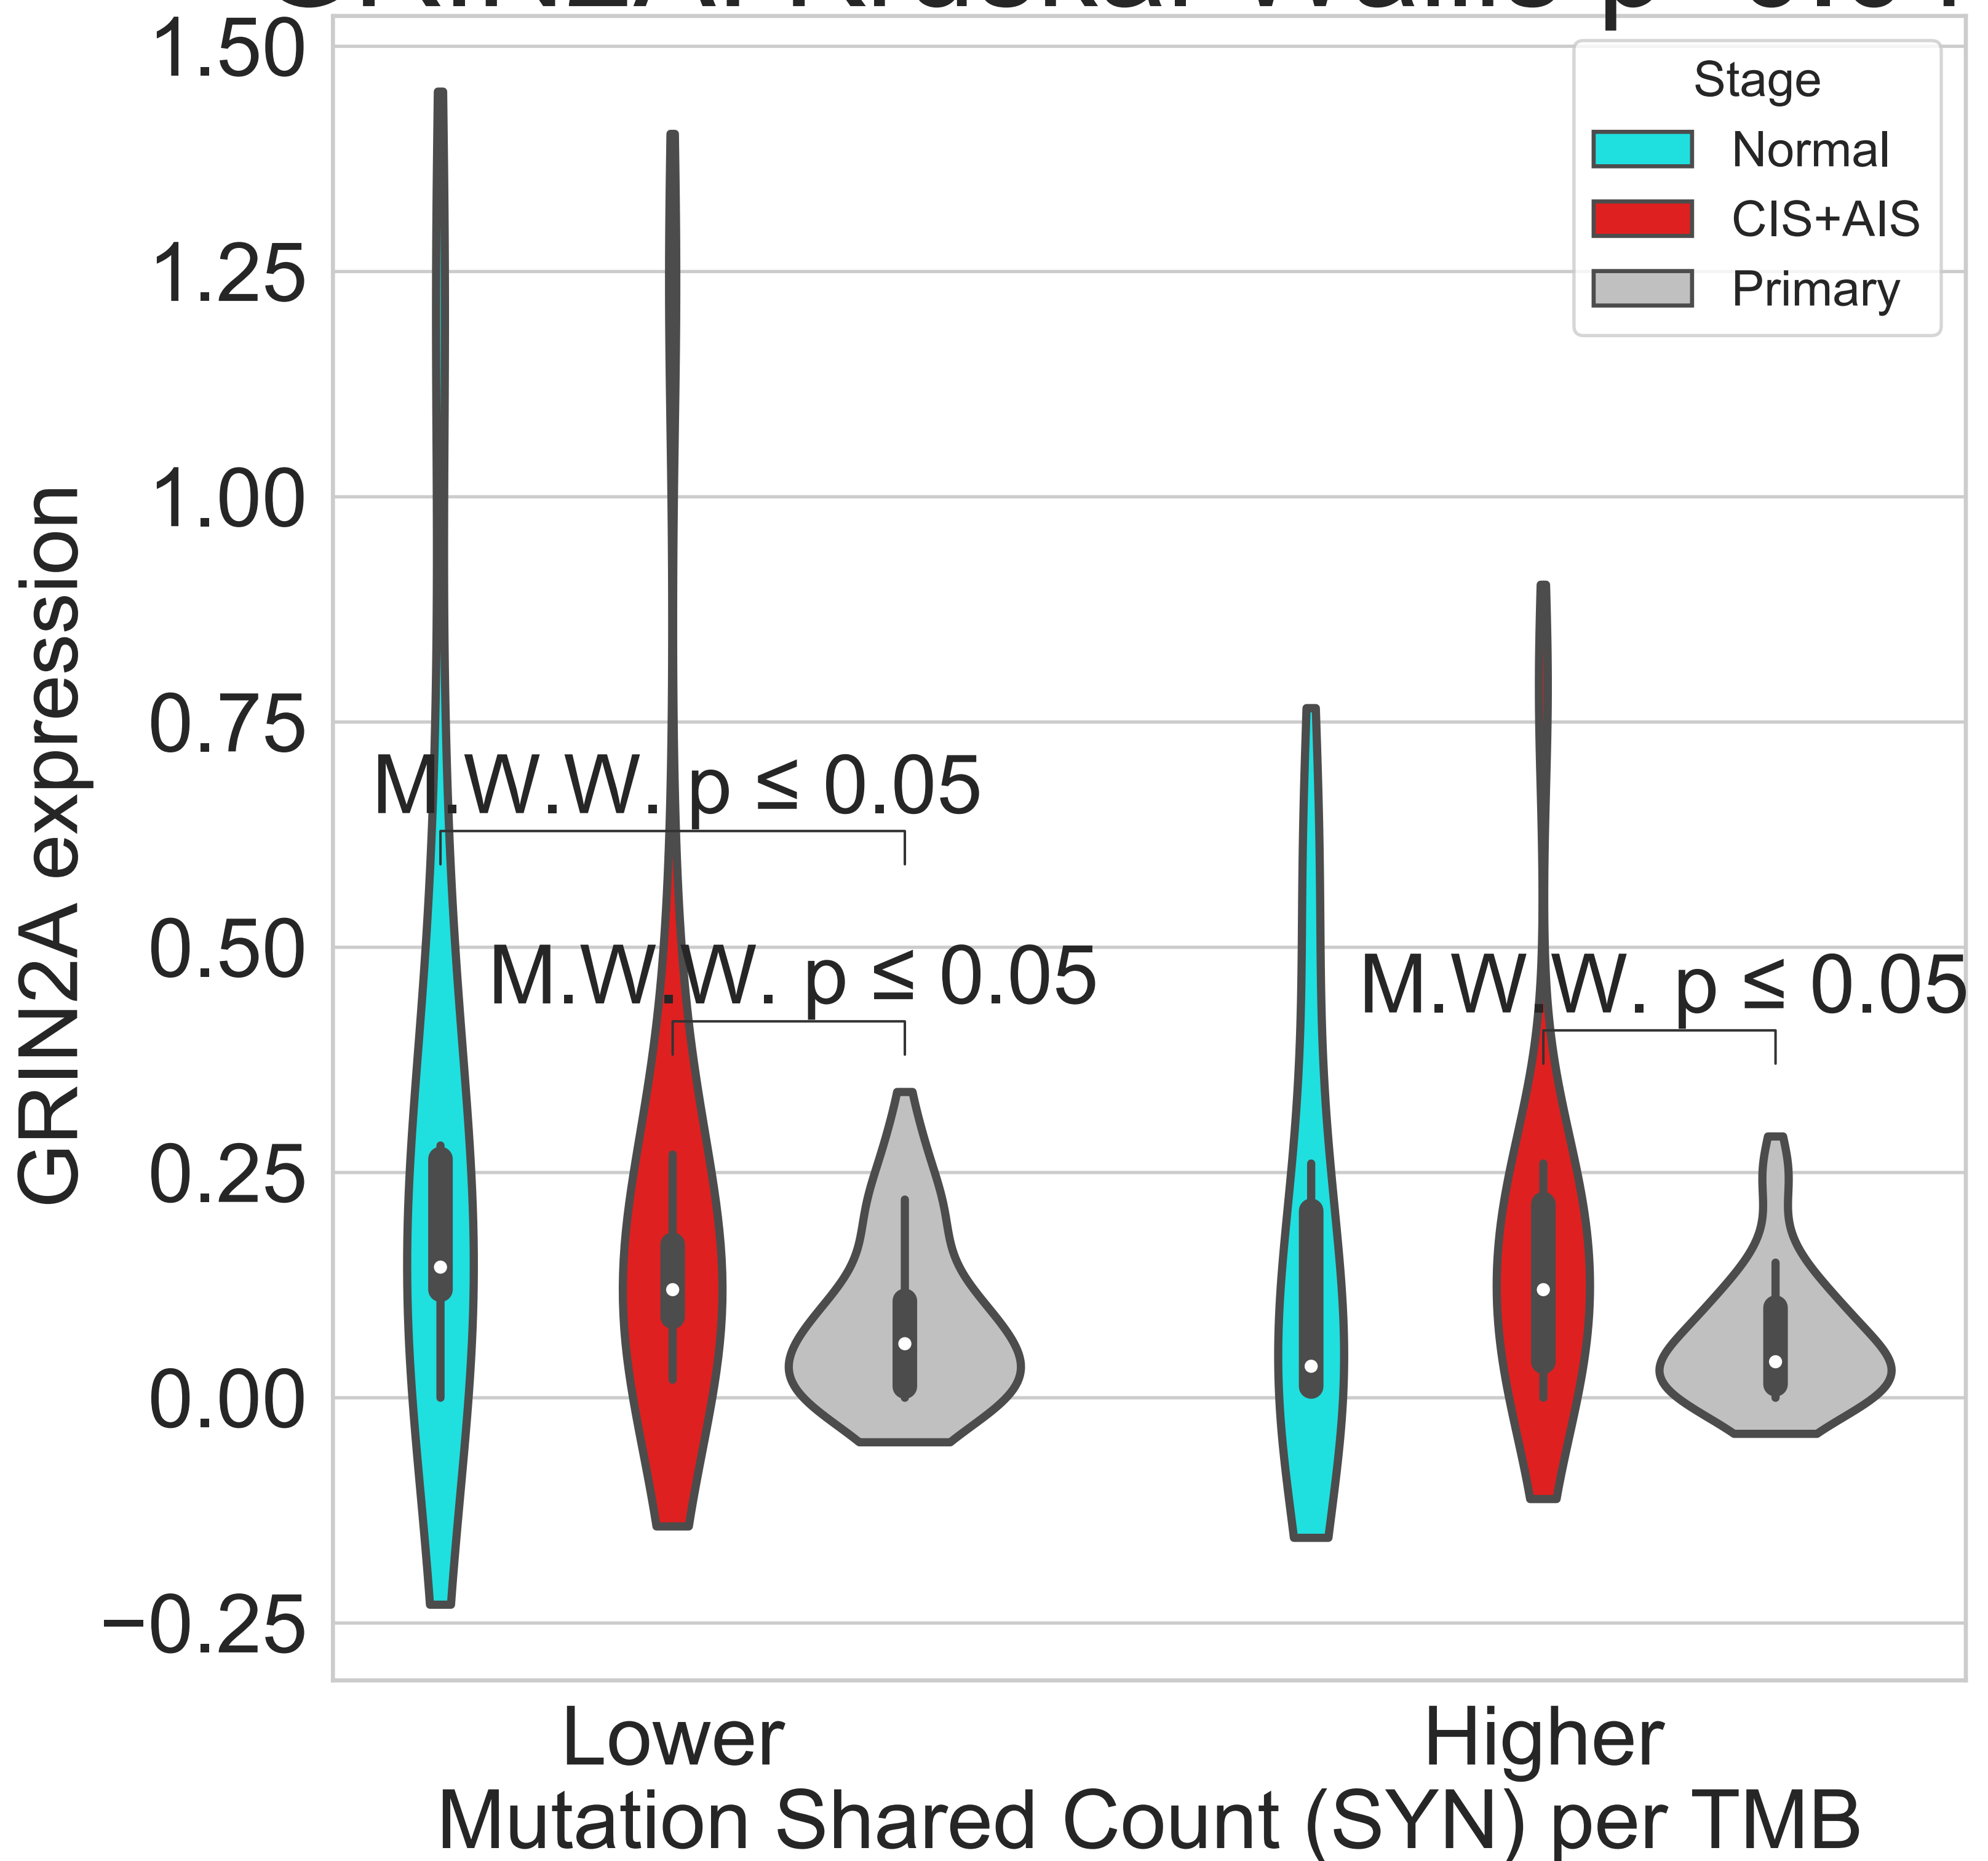 1.50
1.25
1.00
0.75
0.50
0.25
0.00
−0.25
GRIN2A expression
Stage
Normal
CIS+AIS
Primary
M.W.W. p ≤ 0.05
M.W.W. p ≤ 0.05
M.W.W. p ≤ 0.05
Lower
Higher
Mutation Shared Count (SYN) per TMB